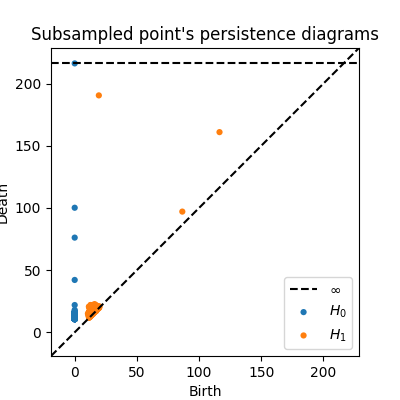 Subsampled point's persistence diagrams
Death
200
150
100
50
0
0 50 100 150 200
Birth
∞
H₀
H₁